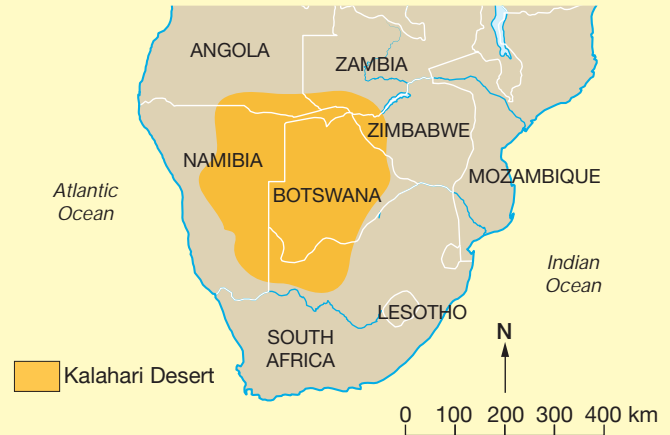 ANGOLA
ZAMBIA
ZIMBABWE
NAMIBIA
MOZAMBIQUE
Atlantic
Ocean
BOTSWANA
Indian
Ocean
LESOTHO
SOUTH
AFRICA
N
Kalahari Desert
0 100 200 300 400 km